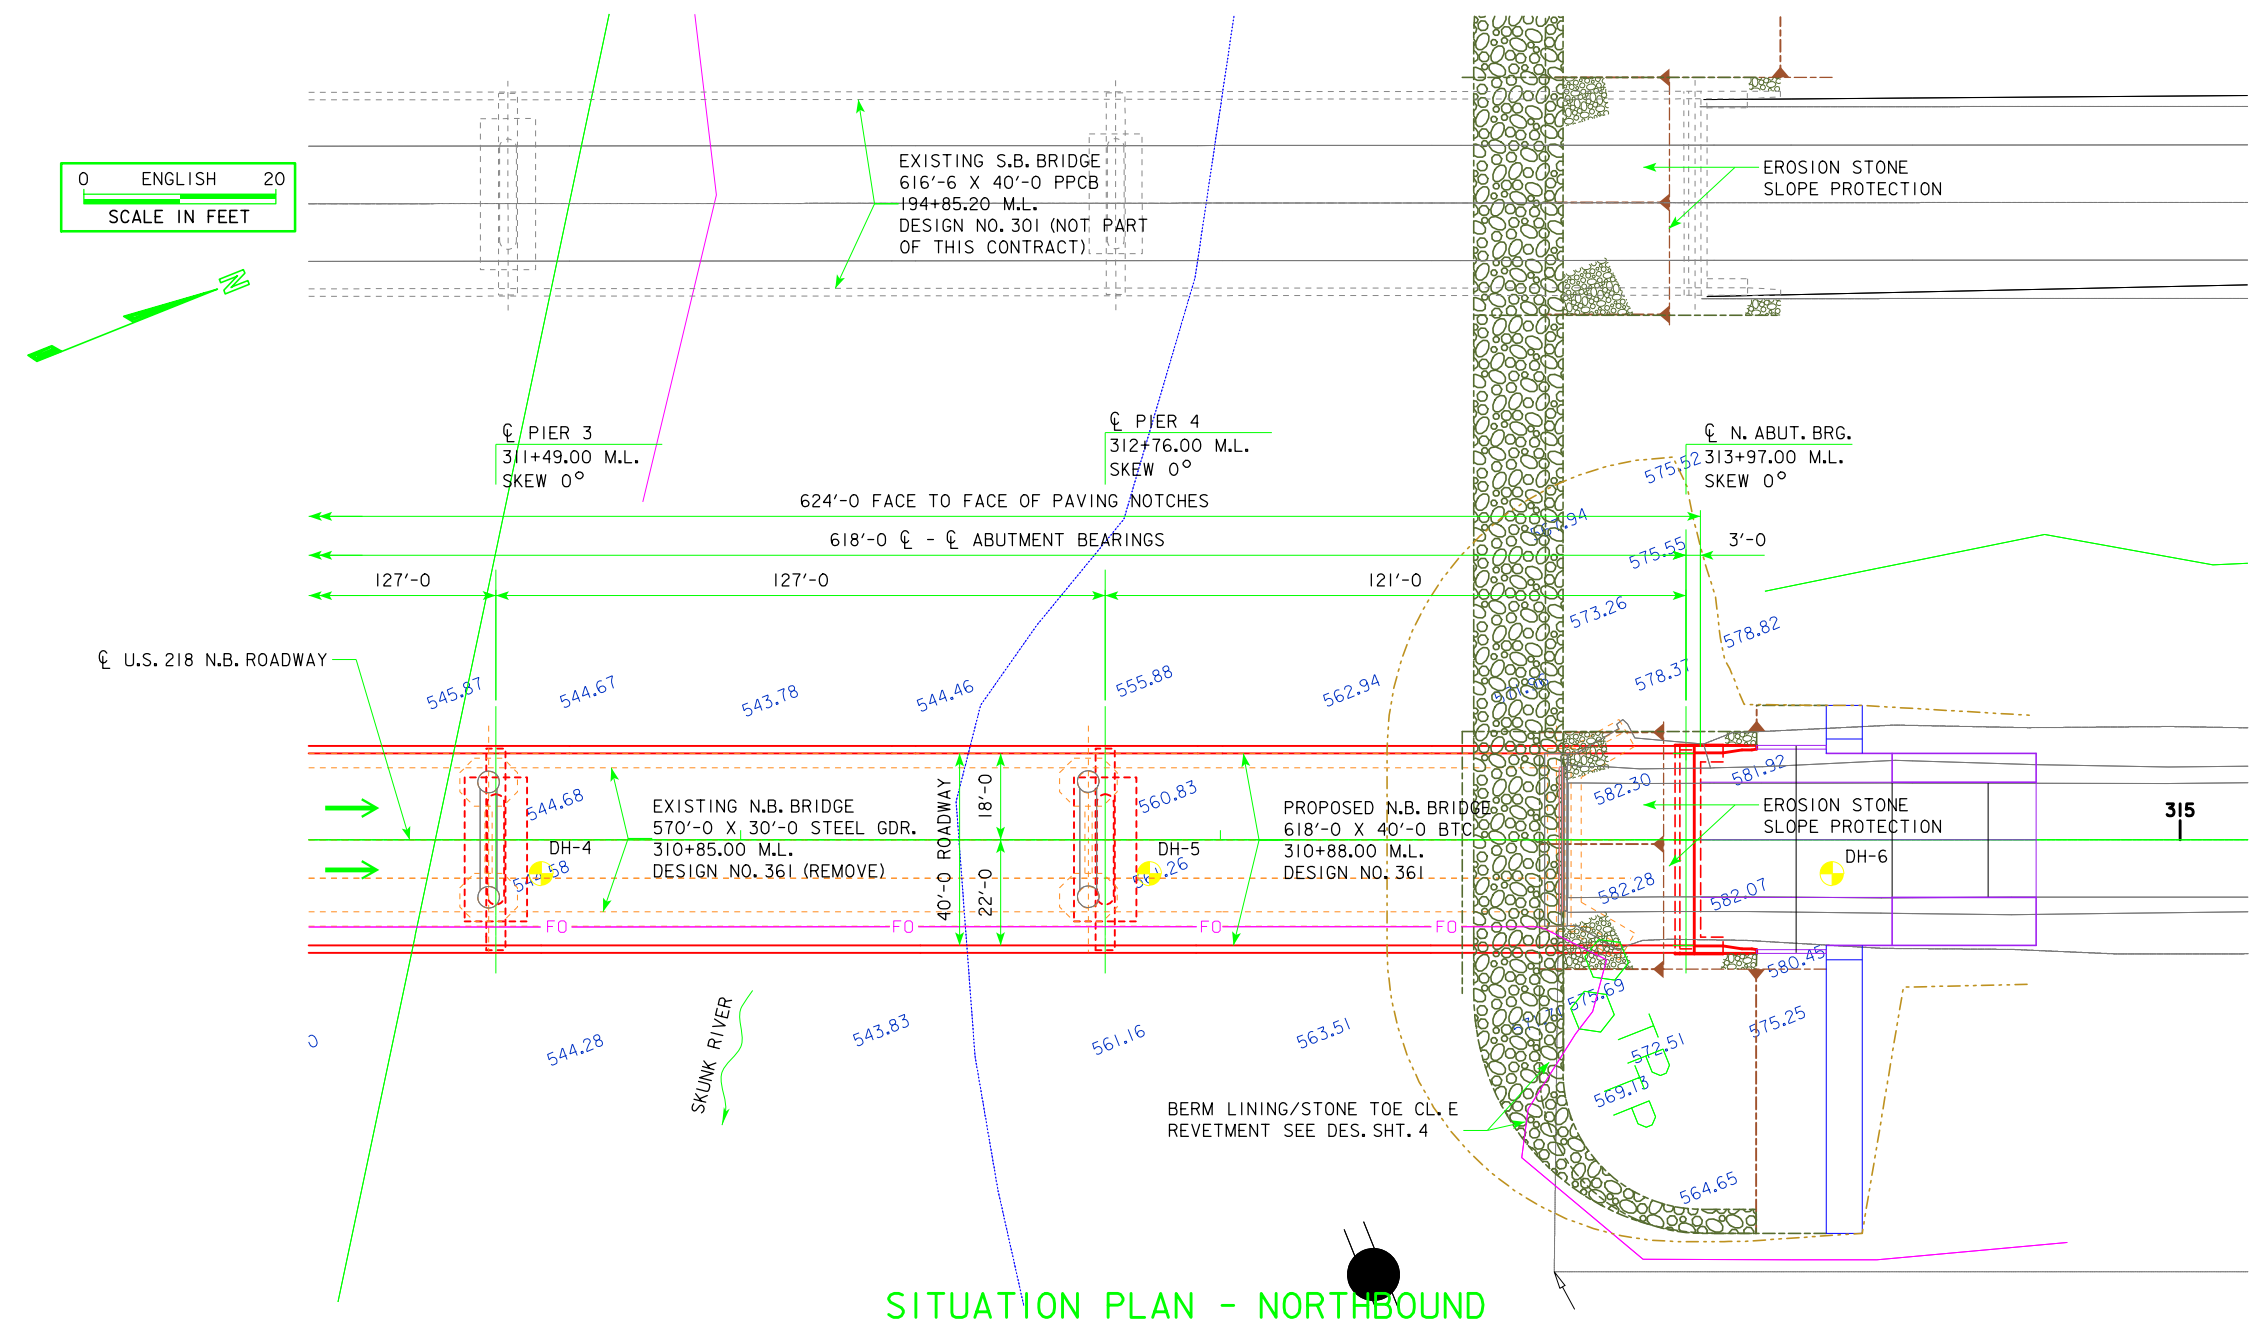 0 ENGLISH 20
SCALE IN FEET
N
EXISTING S.B. BRIDGE
616'-6 X 40'-0 PPCB
194+85.20 M.L.
DESIGN NO. 301 (NOT PART
OF THIS CONTRACT)
EROSION STONE
SLOPE PROTECTION
℄ PIER 3
311+49.00 M.L.
SKEW 0°
℄ PIER 4
312+76.00 M.L.
SKEW 0°
℄ N. ABUT. BRG.
313+97.00 M.L.
SKEW 0°
575.52
624'-0 FACE TO FACE OF PAVING NOTCHES
618'-0 ℄ - ℄ ABUTMENT BEARINGS
3'-0
575.55
127'-0
127'-0
121'-0
573.26
578.82
℄ U.S. 218 N.B. ROADWAY
545.87
544.67
543.78
544.46
555.88
562.94
578.37
544.68
560.83
582.30
581.92
EXISTING N.B. BRIDGE
570'-0 X 30'-0 STEEL GDR.
310+85.00 M.L.
DESIGN NO. 361 (REMOVE)
40'-0 ROADWAY
18'-0
22'-0
PROPOSED N.B. BRIDGE
618'-0 X 40'-0 BTC
310+88.00 M.L.
DESIGN NO. 361
EROSION STONE
SLOPE PROTECTION
315
DH-4
DH-5
DH-6
582.28
582.07
FO
FO
FO
FO
580.45
575.69
575.25
572.51
569.13
564.65
544.28
543.83
561.16
563.51
SKUNK RIVER
TP
TP
BERM LINING/STONE TOE CL. E
REVETMENT SEE DES. SHT. 4
SITUATION PLAN - NORTHBOUND